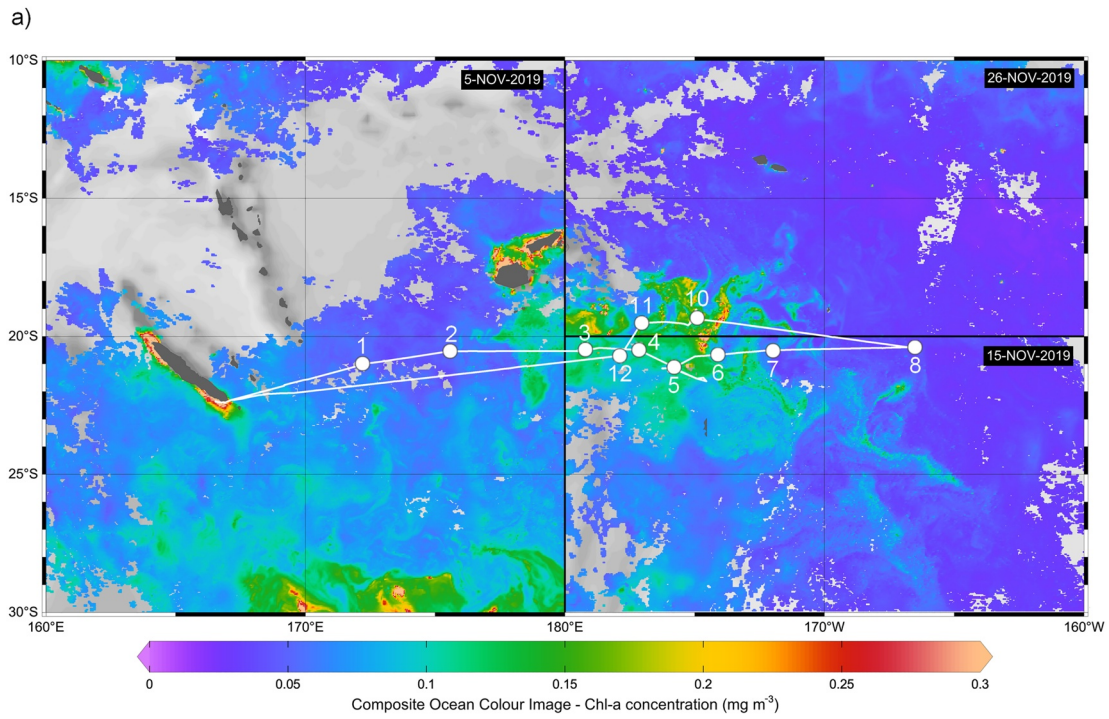 a)
10°S
5-NOV-2019
26-NOV-2019
15°S
11
10
20°S
1
2
3
4
15-NOV-2019
12
5
6
7
8
25°S
30°S
160°E
170°E
180°E
170°W
160°W
0
0.05
0.1
0.15
0.2
0.25
0.3
Composite Ocean Colour Image - Chl-a concentration (mg m⁻³)